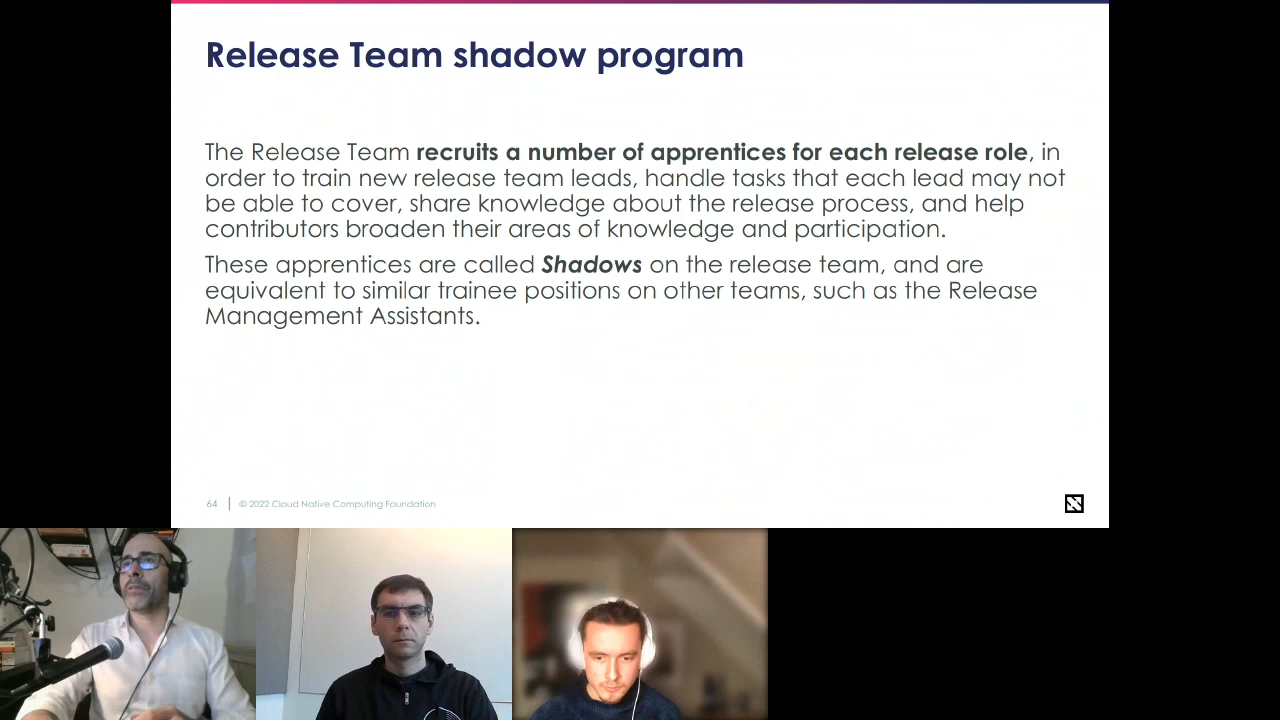 Release Team shadow program
The Release Team recruits a number of apprentices for each release role, in
order to train new release team leads, handle tasks that each lead may not
be able to cover, share knowledge about the release process, and help
contributors broaden their areas of knowledge and participation.
These apprentices are called Shadows on the release team, and are
equivalent to similar trainee positions on other teams, such as the Release
Management Assistants.
64 | © 2022 Cloud Native Computing Foundation